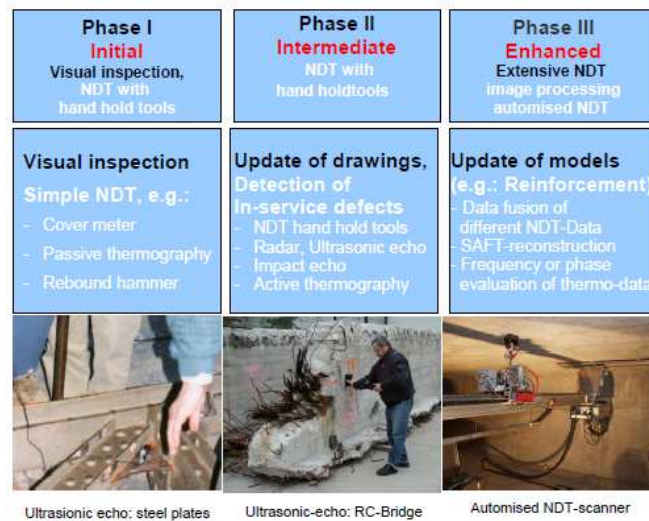 Phase I
Initial
Visual inspection,
NDT with
hand hold tools
Phase II
Intermediate
NDT with
hand holdtools
Phase III
Enhanced
Extensive NDT
image processing
automised NDT
Visual inspection
Simple NDT, e.g.:
- Cover meter
- Passive thermography
- Rebound hammer
Update of drawings,
Detection of
In-service defects
- NDT hand hold tools
- Radar, Ultrasonic echo
- Impact echo
- Active thermography
Update of models
(e.g.: Reinforcement)
- Data fusion of
different NDT-Data
- SAFT-reconstruction
- Frequency or phase
evaluation of thermo-data
Ultrasionic echo: steel plates
Ultrasonic-echo: RC-Bridge
Automised NDT-scanner